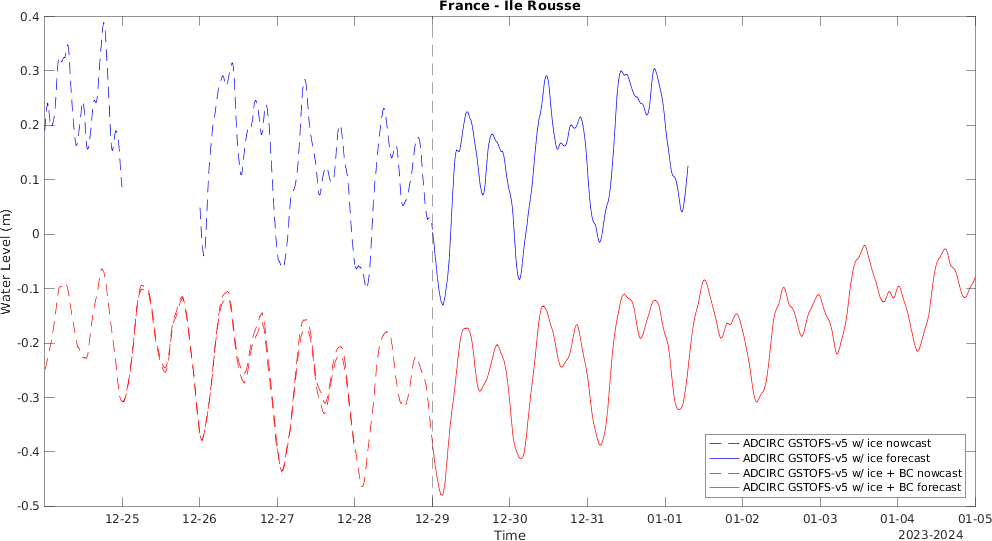 France - Ile Rousse
Water Level (m)
0.4
0.3
0.2
0.1
0
-0.1
-0.2
-0.3
-0.4
-0.5
12-25 12-26 12-27 12-28 12-29 12-30 12-31 01-01 01-02 01-03 01-04 01-05
Time
2023-2024
ADCIRC GSTOFS-v5 w/ ice nowcast
ADCIRC GSTOFS-v5 w/ ice forecast
ADCIRC GSTOFS-v5 w/ ice + BC nowcast
ADCIRC GSTOFS-v5 w/ ice + BC forecast